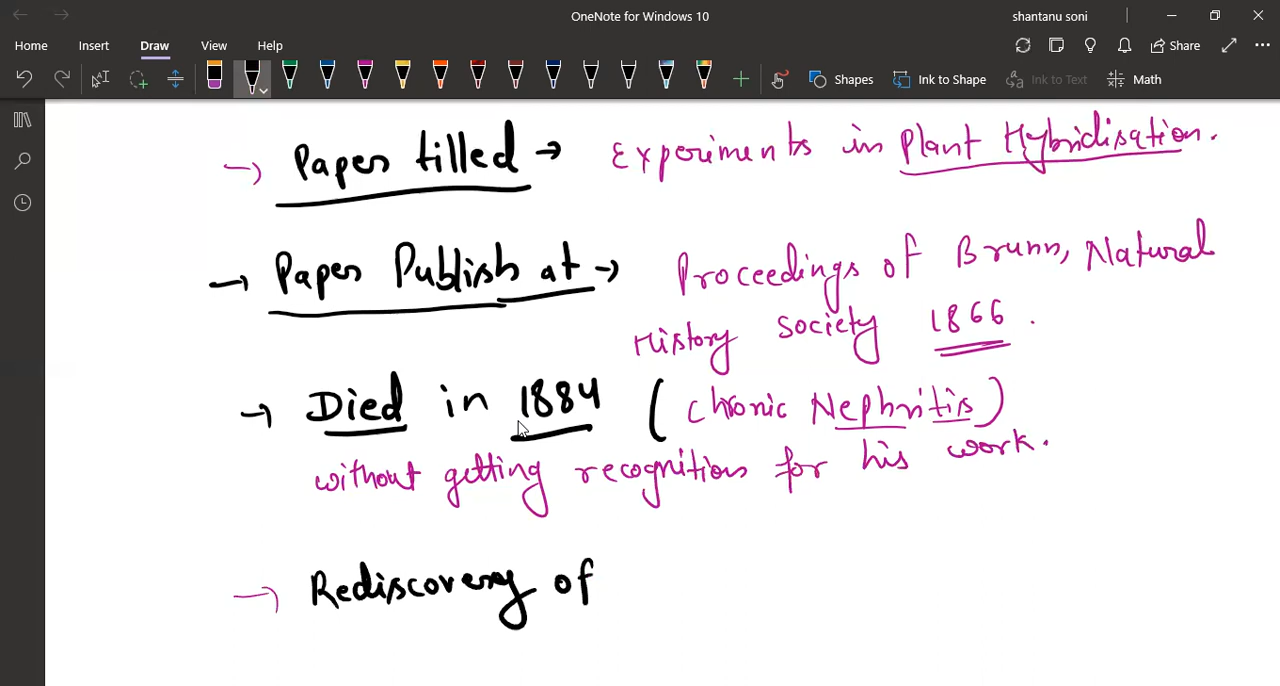 OneNote for Windows 10
shantanu soni
Home Insert Draw View Help
Share
Shapes Ink to Shape Ink to Text Math
→ Paper tilled → Experiments in Plant Hybridisation.
→ Paper Publish at → Proceedings of Brunn, Natural
History Society 1866.
→ Died in 1884 (Chronic Nephritis)
without getting recognitions for his work.
→ Rediscovery of